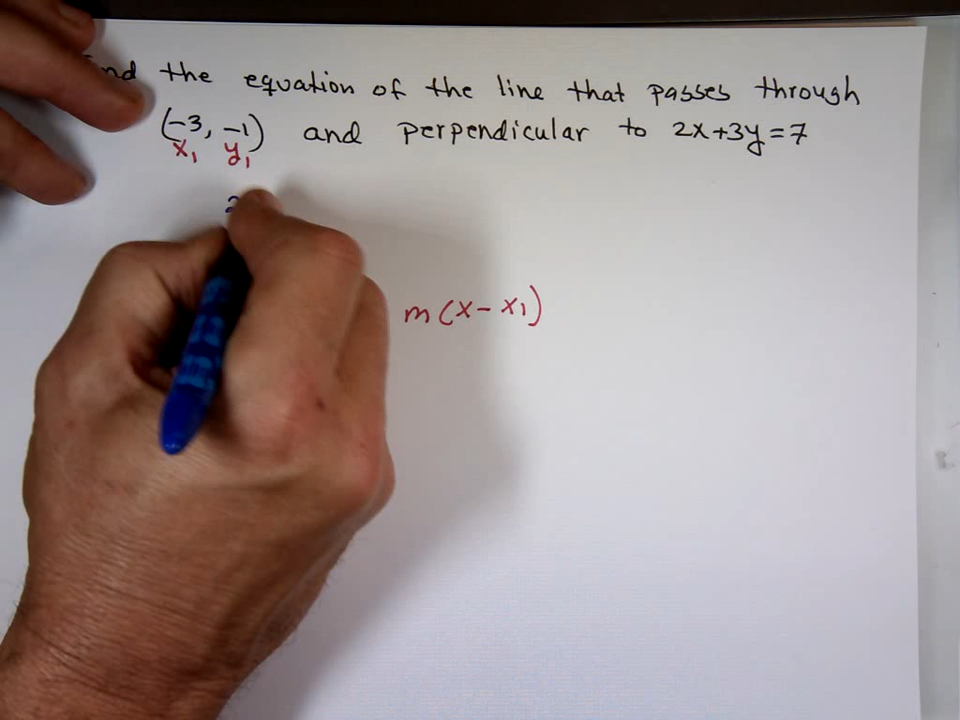 the equation of the line that passes through
(-3, -1) and perpendicular to 2x+3y=7
x₁ y₁
2
m(x-x₁)